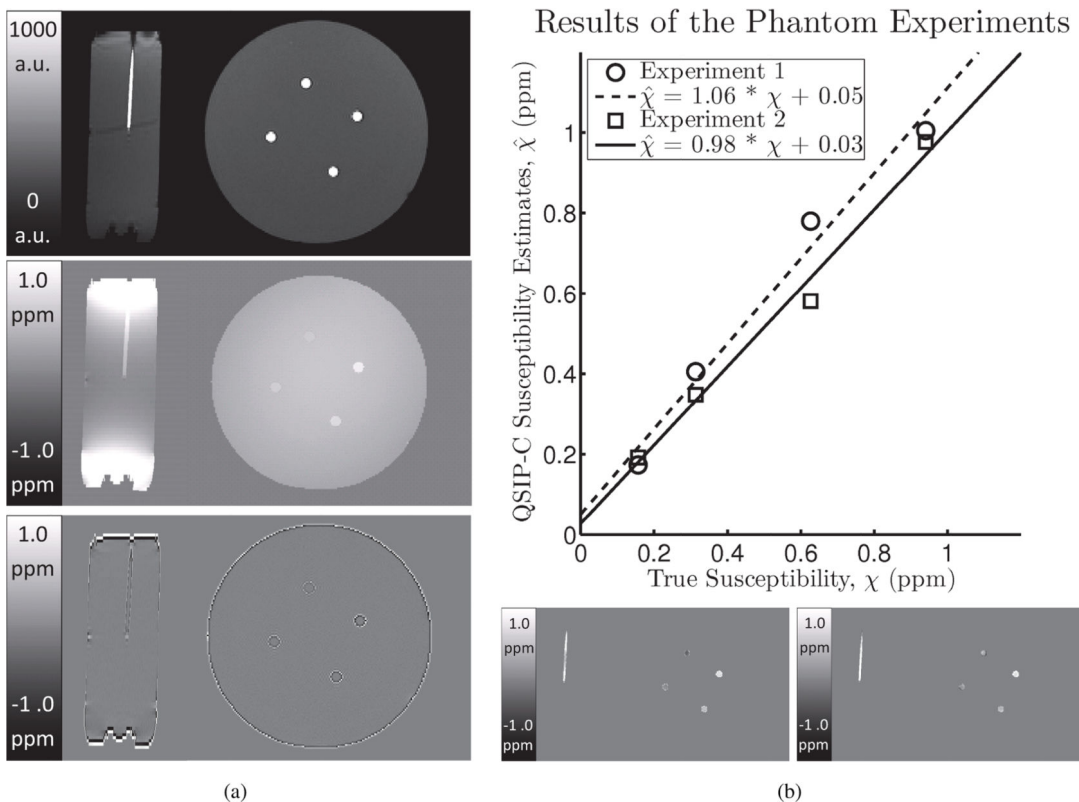 1000
a.u.
0
a.u.
1.0
ppm
-1.0
ppm
1.0
ppm
-1.0
ppm
(a)
Results of the Phantom Experiments
Experiment 1
χ̂ = 1.06 * χ + 0.05
Experiment 2
χ̂ = 0.98 * χ + 0.03
QSIP-C Susceptibility Estimates, χ̂ (ppm)
1
0.8
0.6
0.4
0.2
0
0 0.2 0.4 0.6 0.8 1
True Susceptibility, χ (ppm)
1.0
ppm
-1.0
ppm
1.0
ppm
-1.0
ppm
(b)